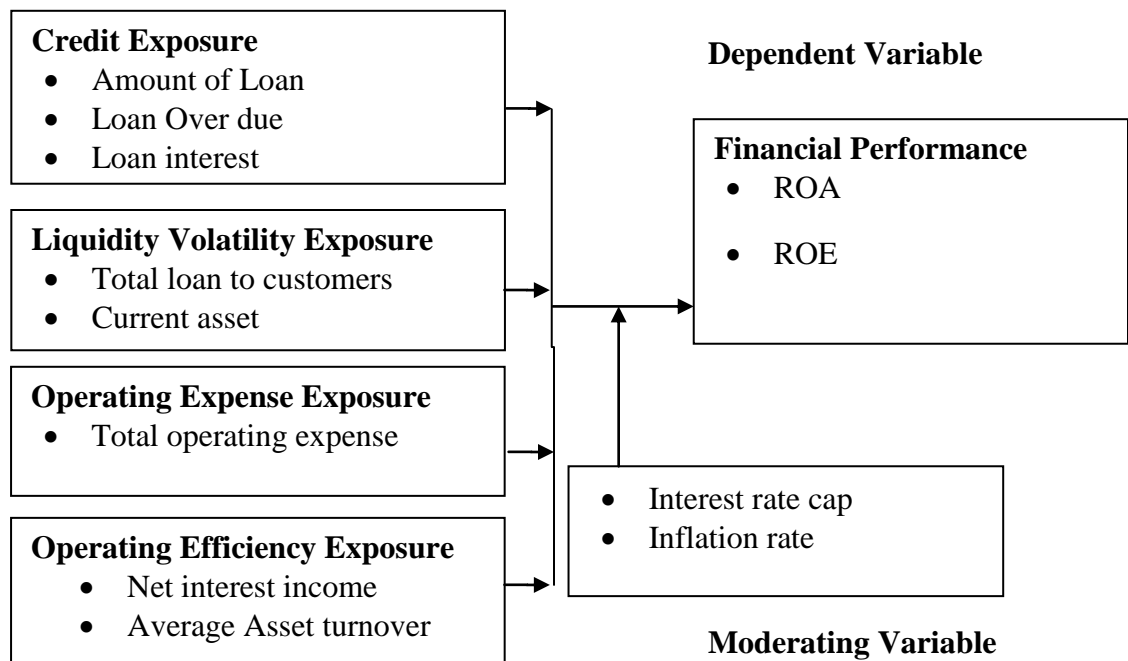 Credit Exposure
• Amount of Loan
• Loan Over due
• Loan interest
Liquidity Volatility Exposure
• Total loan to customers
• Current asset
Operating Expense Exposure
• Total operating expense
Operating Efficiency Exposure
• Net interest income
• Average Asset turnover
Dependent Variable
Financial Performance
• ROA
• ROE
• Interest rate cap
• Inflation rate
Moderating Variable